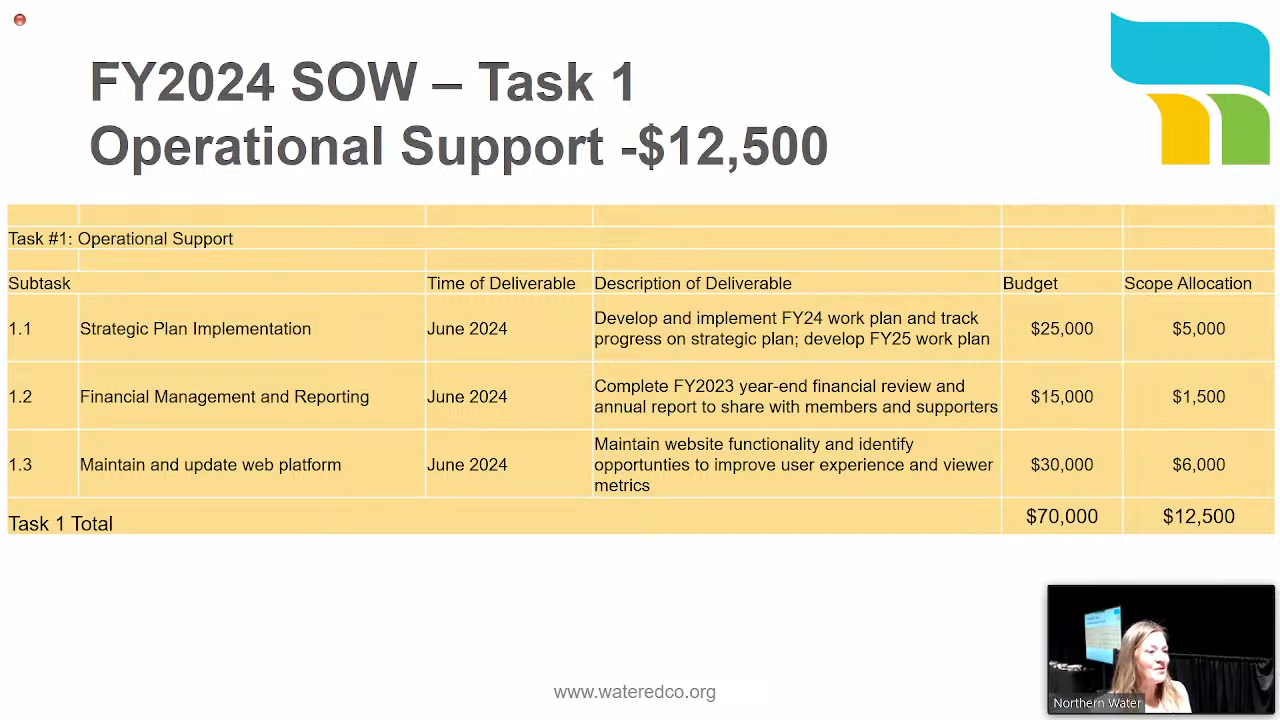 FY2024 SOW – Task 1
Operational Support -$12,500
Task #1: Operational Support
Subtask Time of Deliverable Description of Deliverable Budget Scope Allocation
1.1 Strategic Plan Implementation June 2024 Develop and implement FY24 work plan and track
progress on strategic plan; develop FY25 work plan $25,000 $5,000
1.2 Financial Management and Reporting June 2024 Complete FY2023 year-end financial review and
annual report to share with members and supporters $15,000 $1,500
1.3 Maintain and update web platform June 2024 Maintain website functionality and identify
opportunties to improve user experience and viewer
metrics $30,000 $6,000
Task 1 Total $70,000 $12,500
www.wateredco.org
Northern Water